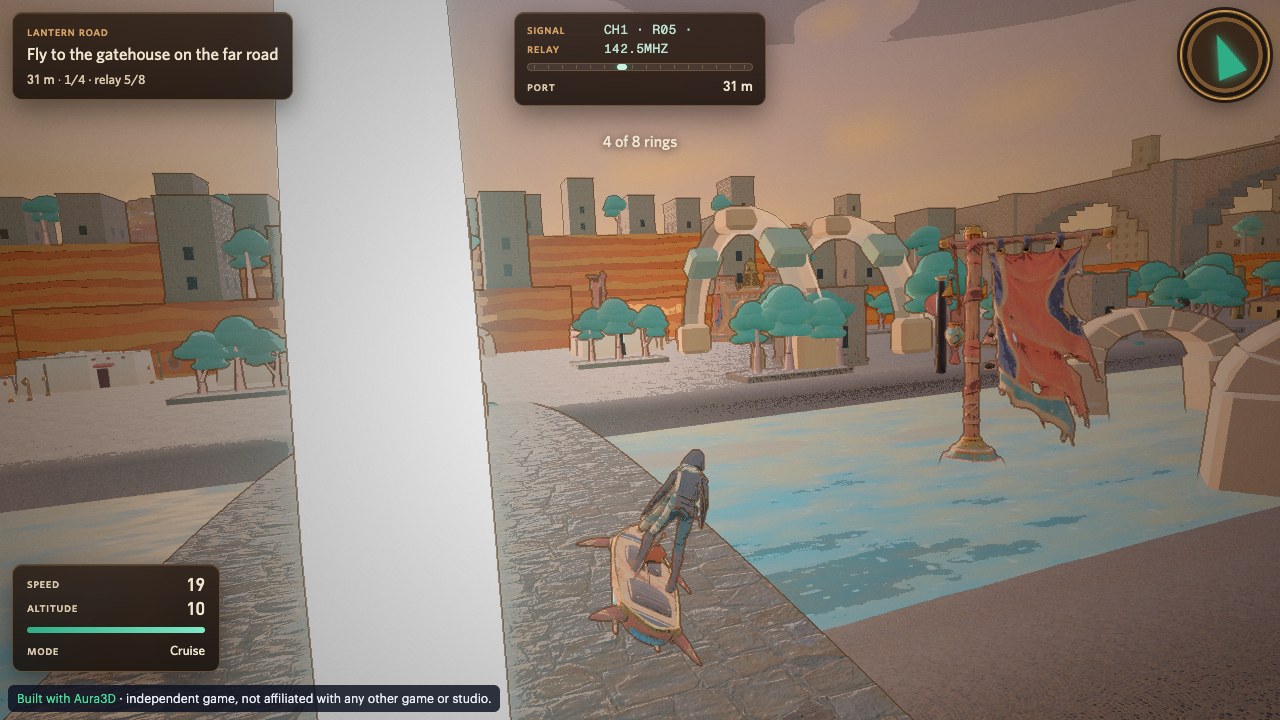 LANTERN ROAD
Fly to the gatehouse on the far road
31 m · 1/4 · relay 5/8
SIGNAL RELAY
CH1 · R05 · 142.5MHZ
PORT 31 m
4 of 8 rings
SPEED 19
ALTITUDE 10
MODE Cruise
Built with Aura3D · independent game, not affiliated with any other game or studio.